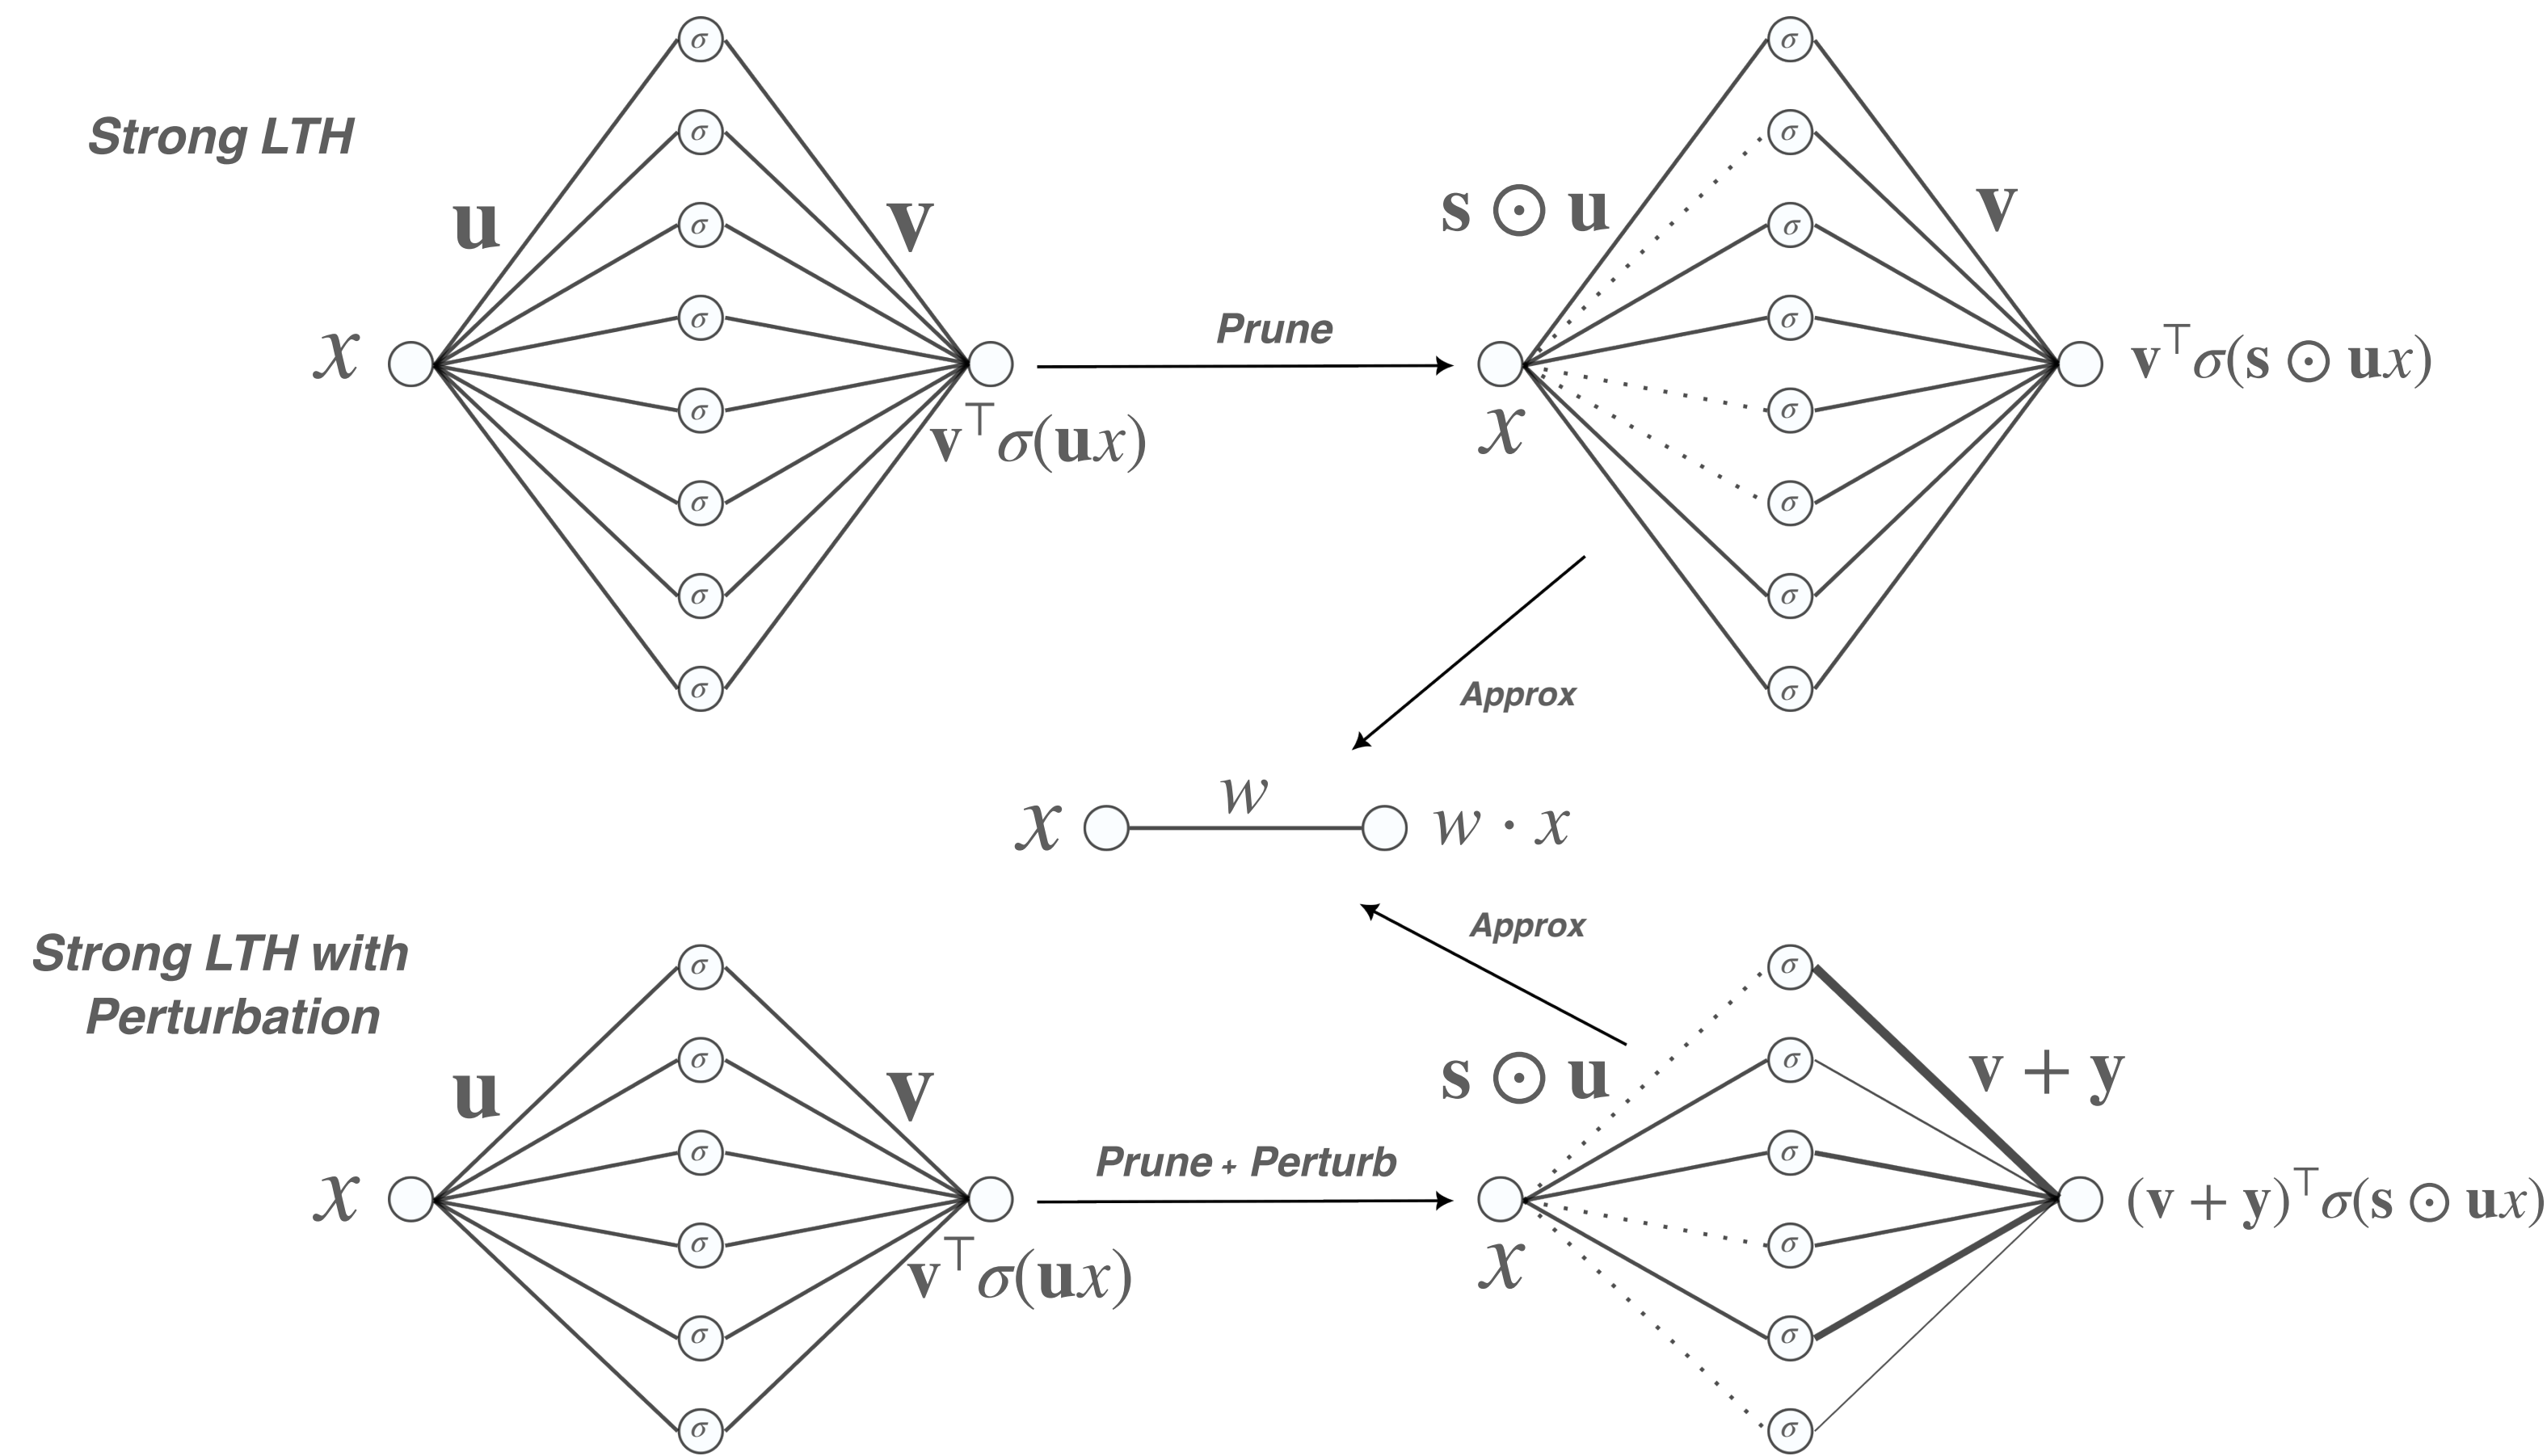 σ
σ
Strong LTH
σ
σ
u
v
s ⊙ u
v
σ
σ
σ
σ
Prune
x
v⊤σ(s ⊙ ux)
σ
σ
x
v⊤σ(ux)
σ
σ
σ
σ
σ
σ
Approx
x
w
w · x
Approx
Strong LTH with
Perturbation
σ
σ
u
v
s ⊙ u
v + y
σ
σ
σ
σ
Prune + Perturb
x
(v + y)⊤σ(s ⊙ ux)
σ
σ
x
v⊤σ(ux)
σ
σ
σ
σ